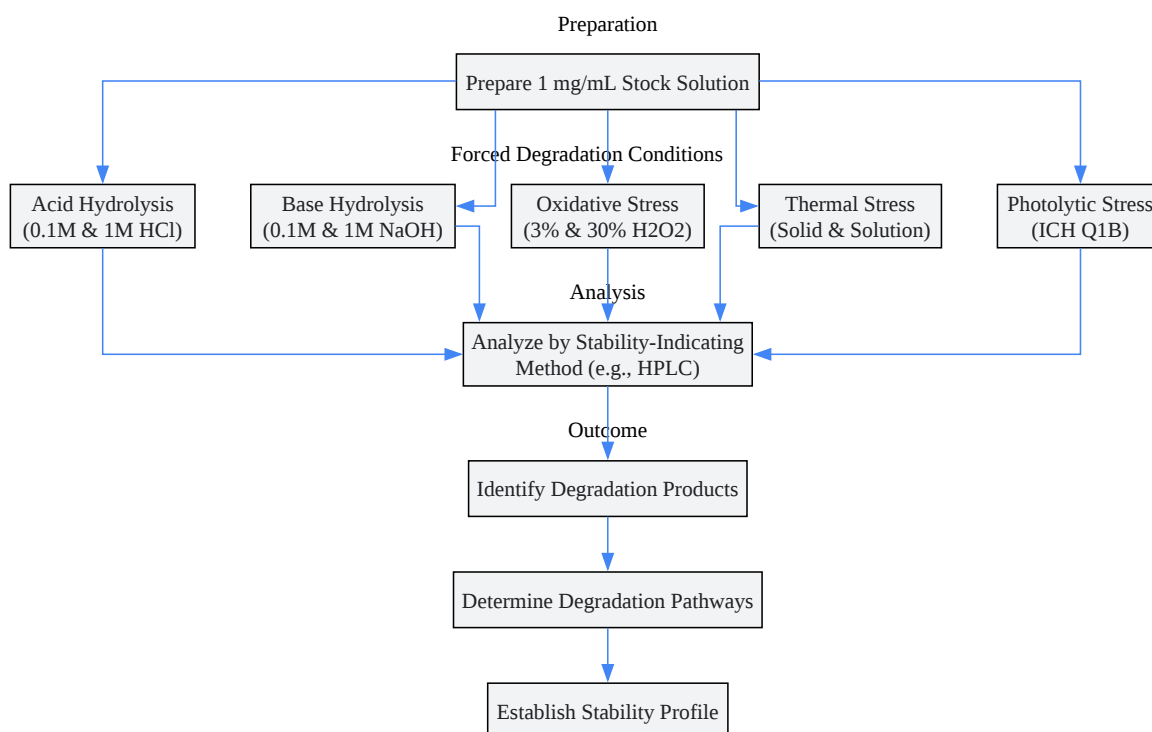 Preparation
Prepare 1 mg/mL Stock Solution
Forced Degradation Conditions
Acid Hydrolysis
(0.1M & 1M HCl)
Base Hydrolysis
(0.1M & 1M NaOH)
Oxidative Stress
(3% & 30% H2O2)
Thermal Stress
(Solid & Solution)
Photolytic Stress
(ICH Q1B)
Analysis
Analyze by Stability-Indicating
Method (e.g., HPLC)
Outcome
Identify Degradation Products
Determine Degradation Pathways
Establish Stability Profile